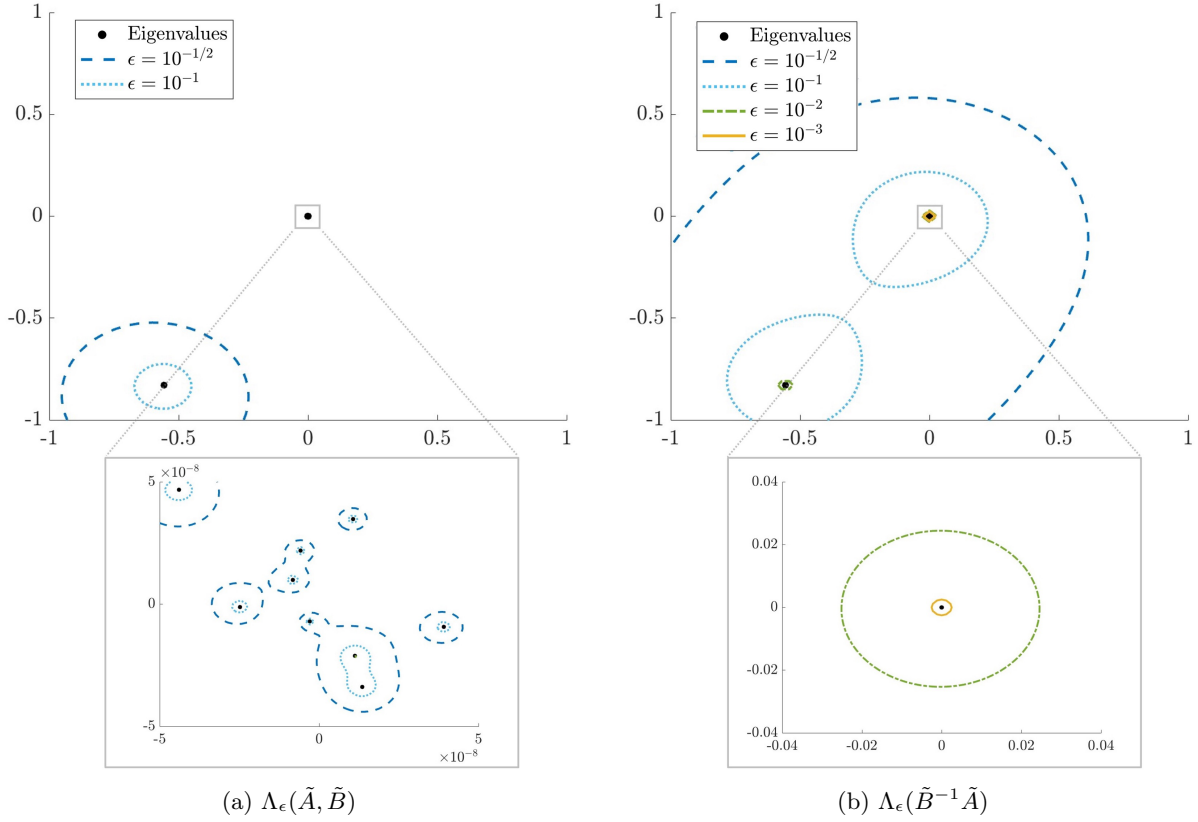 1
0.5
0
-0.5
-1
-1 -0.5 0 0.5 1
Eigenvalues
ϵ = 10^{-1/2}
ϵ = 10^{-1}
×10^{-8}
5
0
-5
-5 0 5
×10^{-8}
(a) Λ_ϵ(Ã, B̃)
1
0.5
0
-0.5
-1
-1 -0.5 0 0.5 1
Eigenvalues
ϵ = 10^{-1/2}
ϵ = 10^{-1}
ϵ = 10^{-2}
ϵ = 10^{-3}
0.04
0.02
0
-0.02
-0.04
-0.04 -0.02 0 0.02 0.04
(b) Λ_ϵ(B̃^{-1}Ã)